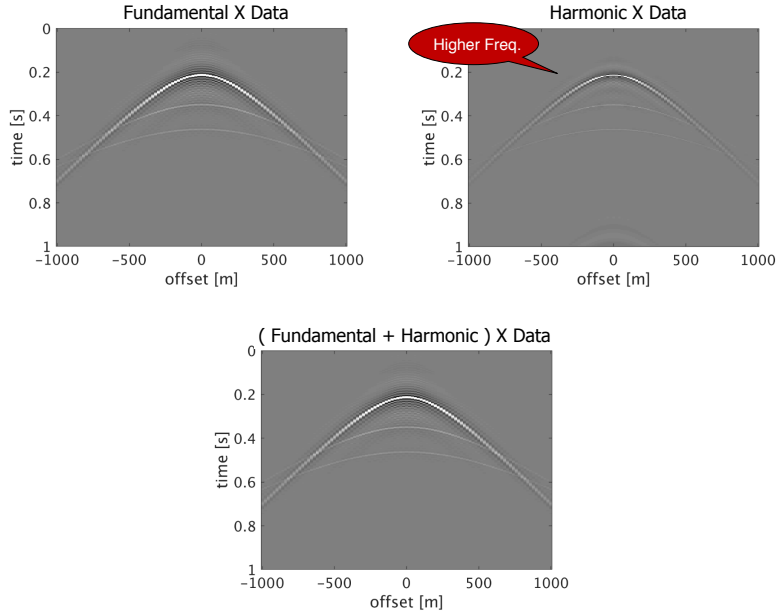 Fundamental X Data
0
0.2
0.4
0.6
0.8
1
time [s]
−1000 −500 0 500 1000
offset [m]
Harmonic X Data
Higher Freq.
0
0.2
0.4
0.6
0.8
1
time [s]
−1000 −500 0 500 1000
offset [m]
( Fundamental + Harmonic ) X Data
0
0.2
0.4
0.6
0.8
1
time [s]
−1000 −500 0 500 1000
offset [m]